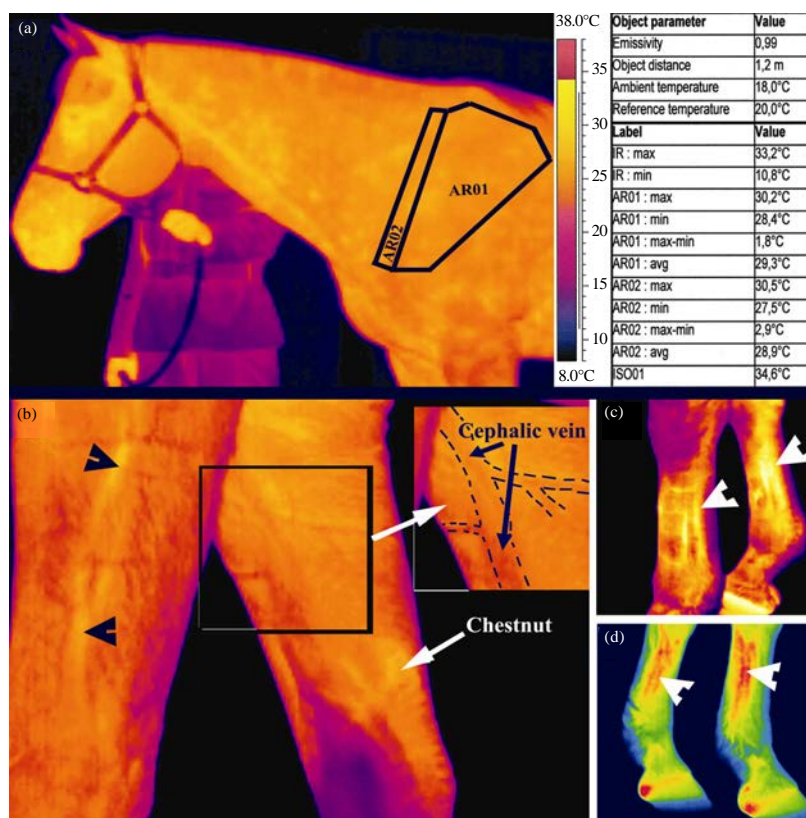 (a)
AR01
AR02
38.0°C
35
30
25
20
15
10
8.0°C
Object parameter Value
Emissivity 0,99
Object distance 1,2 m
Ambient temperature 18,0°C
Reference temperature 20,0°C
Label Value
IR : max 33,2°C
IR : min 10,8°C
AR01 : max 30,2°C
AR01 : min 28,4°C
AR01 : max-min 1,8°C
AR01 : avg 29,3°C
AR02 : max 30,5°C
AR02 : min 27,5°C
AR02 : max-min 2,9°C
AR02 : avg 28,9°C
ISO01 34,6°C
(b)
Cephalic vein
Chestnut
(c)
(d)